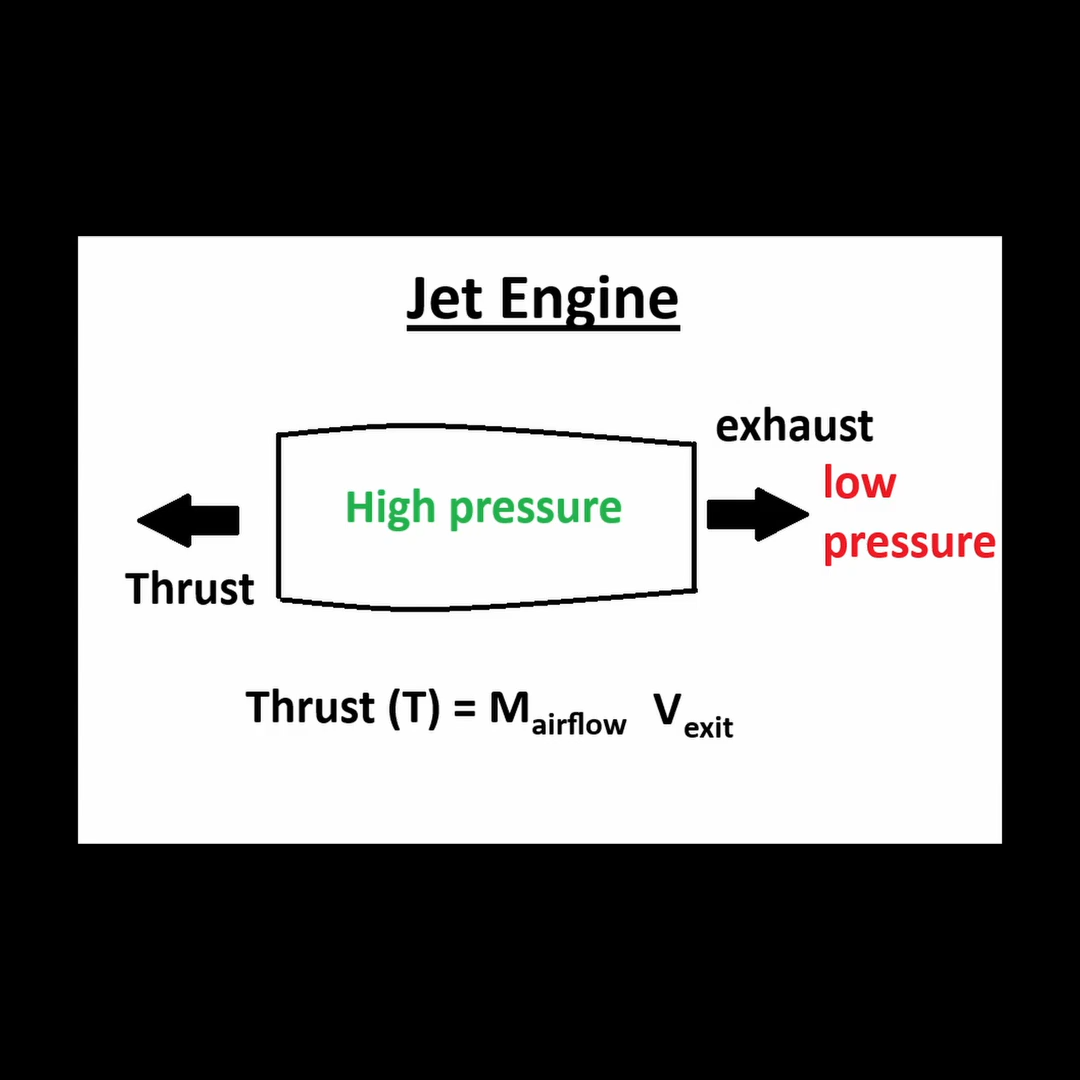 Jet Engine
exhaust
High pressure
low
pressure
Thrust
Thrust (T) = Mairflow Vexit